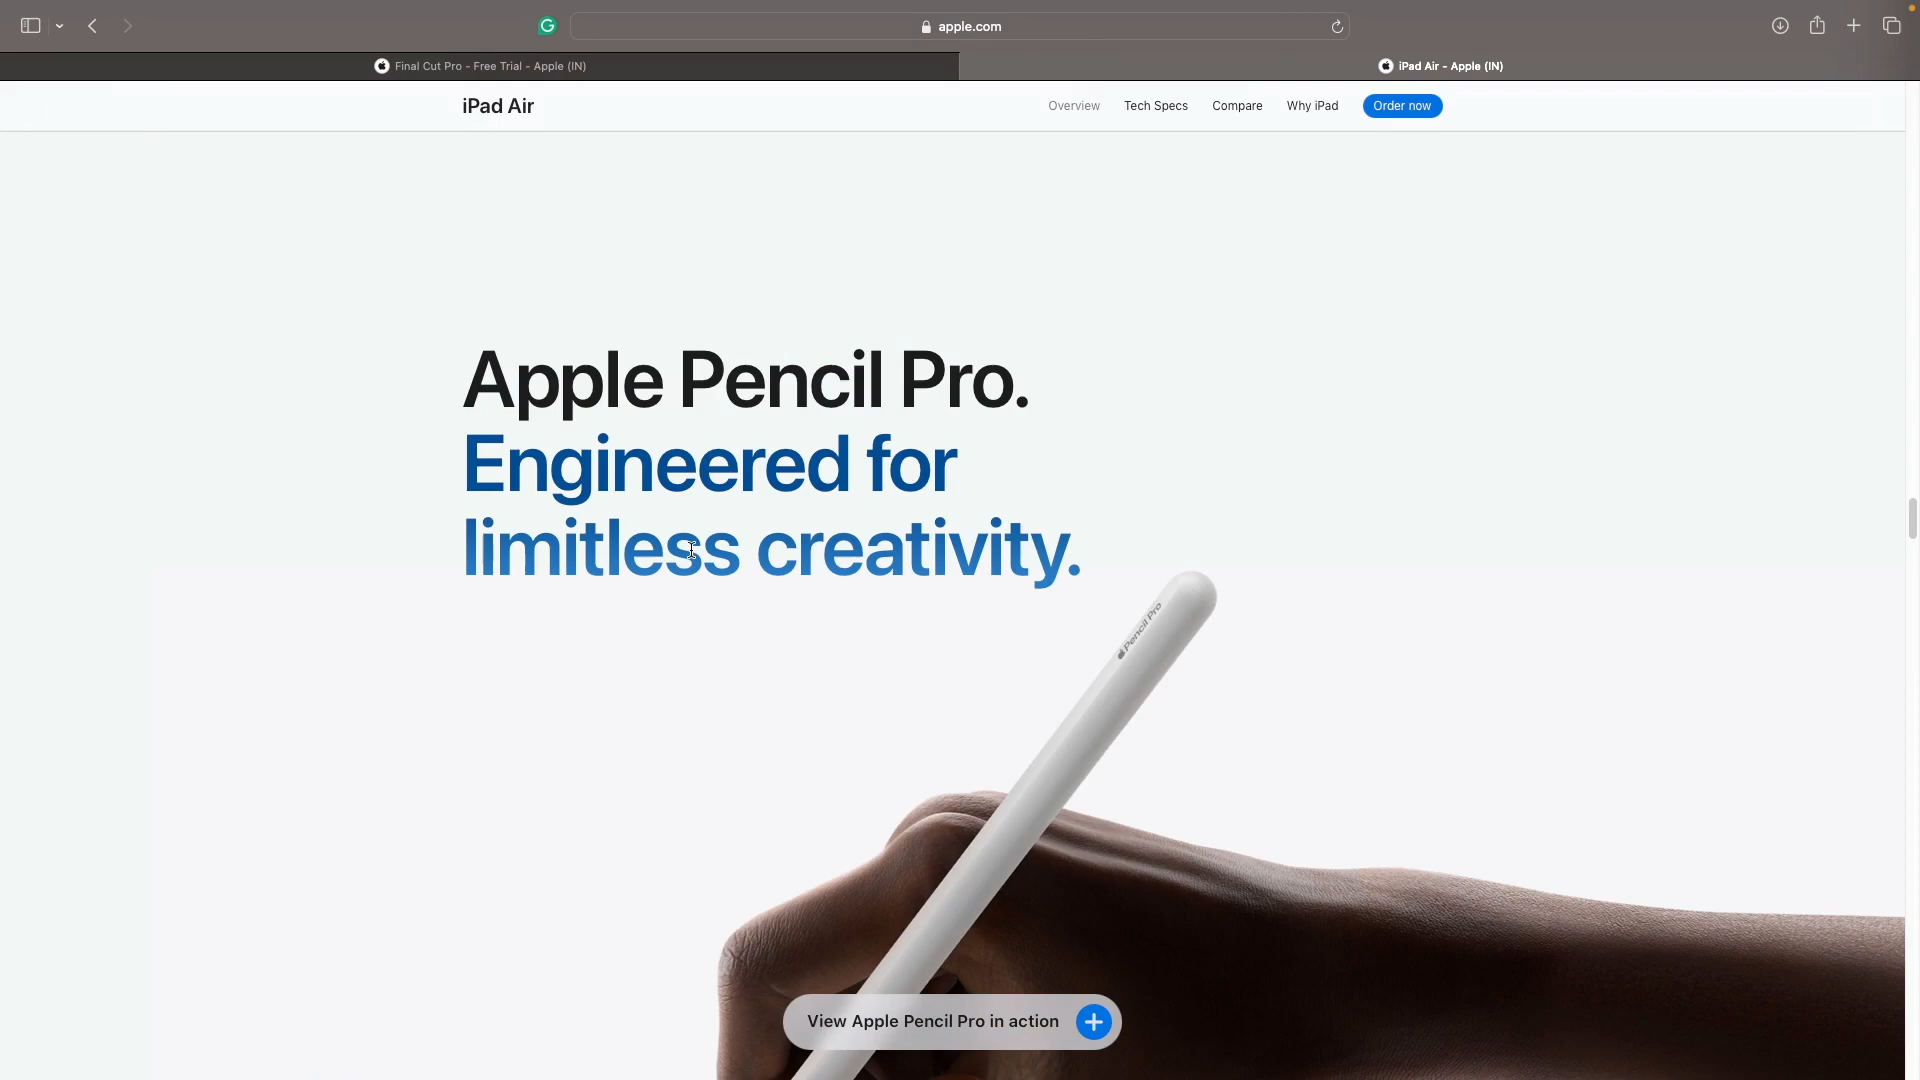 apple.com
Final Cut Pro - Free Trial - Apple (IN)
iPad Air - Apple (IN)
iPad Air
Overview
Tech Specs
Compare
Why iPad
Order now
Apple Pencil Pro.
Engineered for
limitless creativity.
Pencil Pro
View Apple Pencil Pro in action